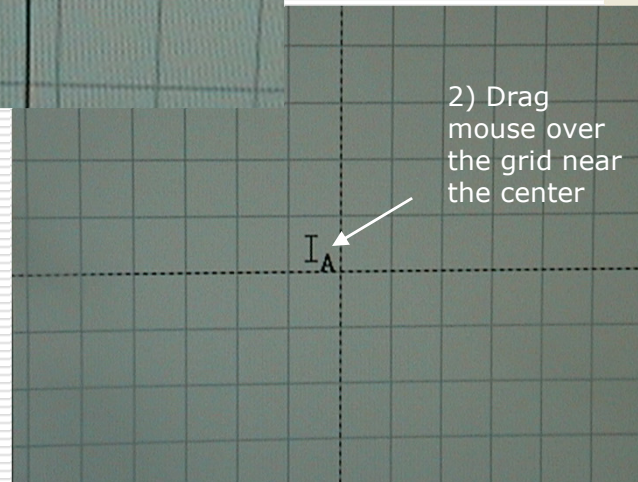 2) Drag
mouse over
the grid near
the center
A